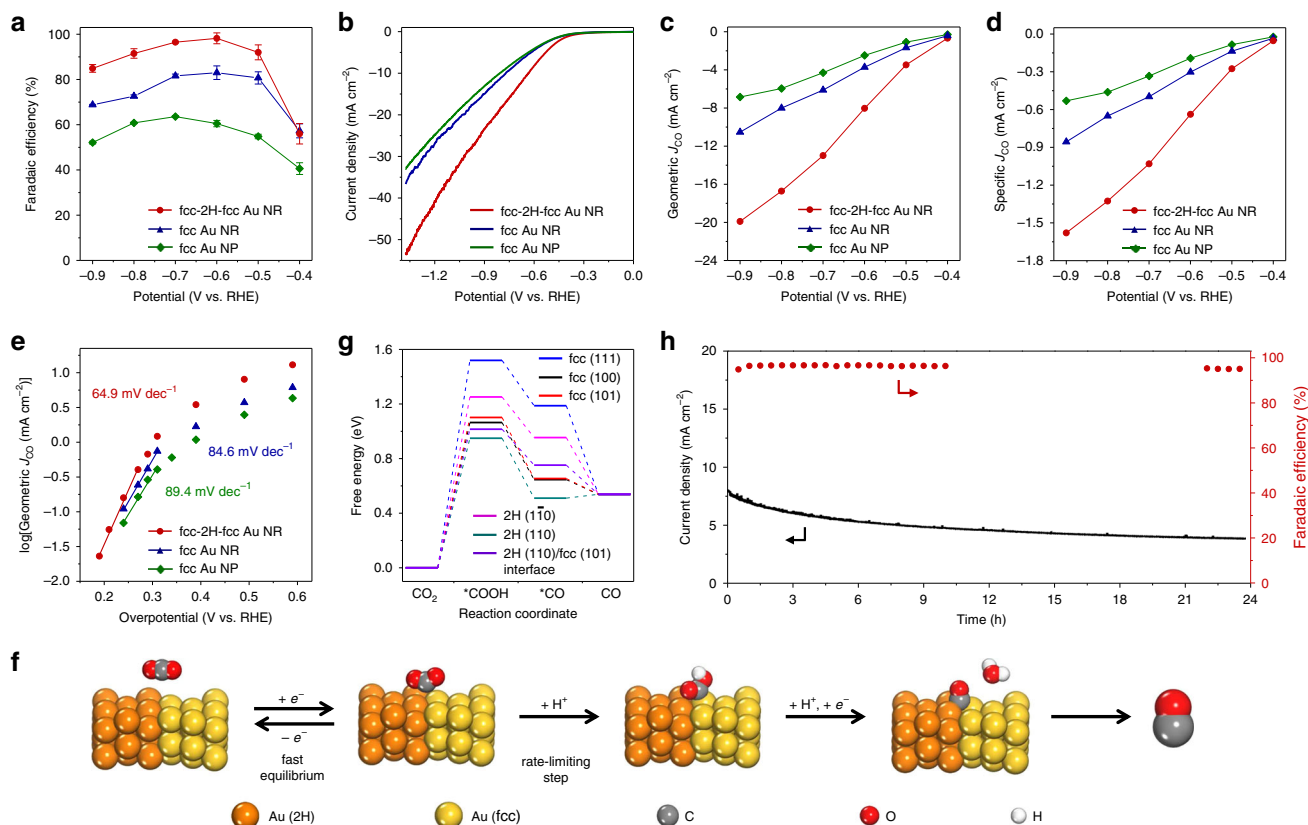 a
100
80
60
40
20
0
Faradaic efficiency (%)
fcc-2H-fcc Au NR
fcc Au NR
fcc Au NP
−0.9 −0.8 −0.7 −0.6 −0.5 −0.4
Potential (V vs. RHE)
b
0
−10
−20
−30
−40
−50
Current density (mA cm⁻²)
fcc-2H-fcc Au NR
fcc Au NR
fcc Au NP
−1.2 −0.9 −0.6 −0.3 0.0
Potential (V vs. RHE)
c
0
−4
−8
−12
−16
−20
−24
Geometric J_CO (mA cm⁻²)
fcc-2H-fcc Au NR
fcc Au NR
fcc Au NP
−0.9 −0.8 −0.7 −0.6 −0.5 −0.4
Potential (V vs. RHE)
d
0.0
−0.3
−0.6
−0.9
−1.2
−1.5
−1.8
Specific J_CO (mA cm⁻²)
fcc-2H-fcc Au NR
fcc Au NR
fcc Au NP
−0.9 −0.8 −0.7 −0.6 −0.5 −0.4
Potential (V vs. RHE)
e
1.0
0.5
0.0
−0.5
−1.0
−1.5
−2.0
log[Geometric J_CO (mA cm⁻²)]
64.9 mV dec⁻¹
84.6 mV dec⁻¹
89.4 mV dec⁻¹
fcc-2H-fcc Au NR
fcc Au NR
fcc Au NP
0.2 0.3 0.4 0.5 0.6
Overpotential (V vs. RHE)
g
1.6
1.2
0.8
0.4
0.0
Free energy (eV)
fcc (111)
fcc (100)
fcc (101)
2H (1̄10)
2H (110)
2H (110)/fcc (101)
interface
CO₂ *COOH *CO CO
Reaction coordinate
h
20
15
10
5
0
Current density (mA cm⁻²)
100
80
60
40
20
0
Faradaic efficiency (%)
0 3 6 9 12 15 18 21 24
Time (h)
f
+ e⁻
− e⁻
fast
equilibrium
+ H⁺
rate-limiting
step
+ H⁺, + e⁻
Au (2H) Au (fcc) C O H